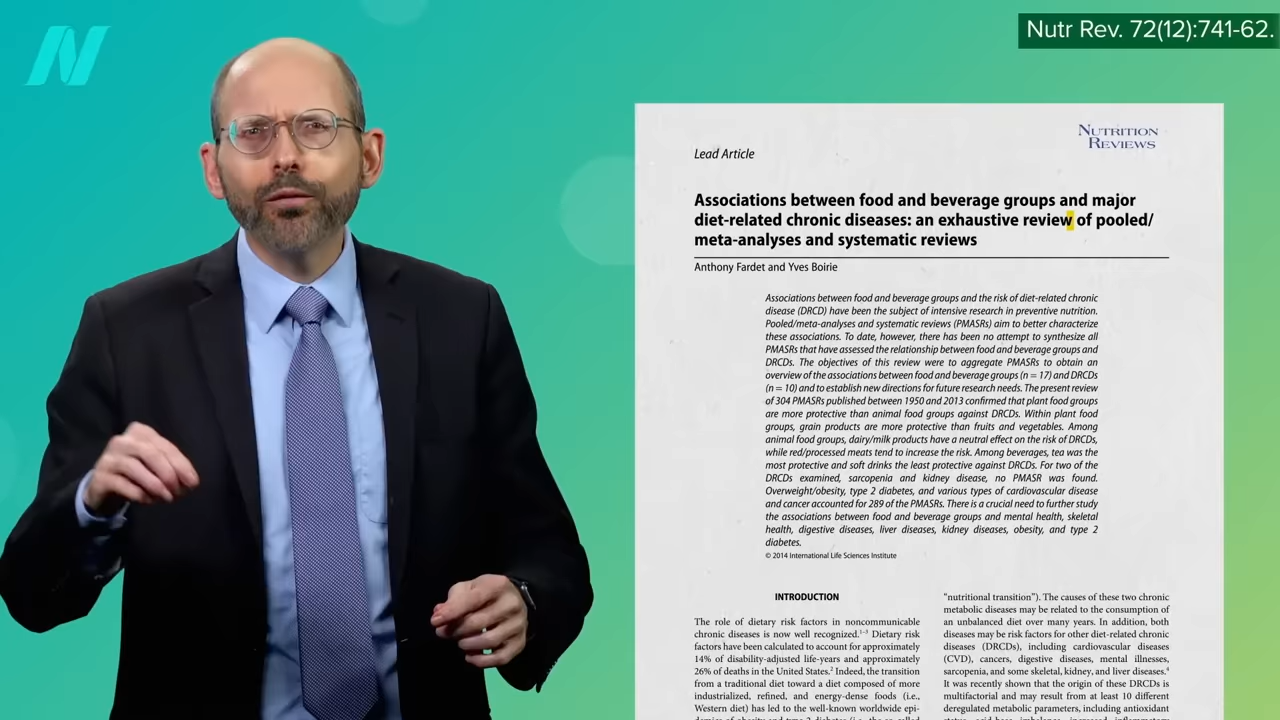 Nutr Rev. 72(12):741-62.
NUTRITION
REVIEWS
Lead Article
Associations between food and beverage groups and major
diet-related chronic diseases: an exhaustive review of pooled/
meta-analyses and systematic reviews
Anthony Fardet and Yves Boirie
Associations between food and beverage groups and the risk of diet-related chronic
disease (DRCD) have been the subject of intensive research in preventive nutrition.
Pooled/meta-analyses and systematic reviews (PMASRs) aim to better characterize
these associations. To date, however, there has been no attempt to synthesize all
PMASRs that have assessed the relationship between food and beverage groups and
DRCDs. The objectives of this review were to aggregate PMASRs to obtain an
overview of the associations between food and beverage groups (n = 17) and DRCDs
(n = 10) and to establish new directions for future research needs. The present review
of 304 PMASRs published between 1950 and 2013 confirmed that plant food groups
are more protective than animal food groups against DRCDs. Within plant food
groups, grain products are more protective than fruits and vegetables. Among
animal food groups, dairy/milk products have a neutral effect on the risk of DRCDs,
while red/processed meats tend to increase the risk. Among beverages, tea was the
most protective and soft drinks the least protective against DRCDs. For two of the
DRCDs examined, sarcopenia and kidney disease, no PMASR was found.
Overweight/obesity, type 2 diabetes, and various types of cardiovascular disease
and cancer accounted for 289 of the PMASRs. There is a crucial need to further study
the associations between food and beverage groups and mental health, skeletal
health, digestive diseases, liver diseases, kidney diseases, obesity, and type 2
diabetes.
© 2014 International Life Sciences Institute
INTRODUCTION
The role of dietary risk factors in noncommunicable
chronic diseases is now well recognized.1–3 Dietary risk
factors have been calculated to account for approximately
14% of disability-adjusted life-years and approximately
26% of deaths in the United States.2 Indeed, the transition
from a traditional diet toward a diet composed of more
industrialized, refined, and energy-dense foods (i.e.,
Western diet) has led to the well-known worldwide epi-
"nutritional transition"). The causes of these two chronic
metabolic diseases may be related to the consumption of
an unbalanced diet over many years. In addition, both
diseases may be risk factors for other diet-related chronic
diseases (DRCDs), including cardiovascular diseases
(CVD), cancers, digestive diseases, mental illnesses,
sarcopenia, and some skeletal, kidney, and liver diseases.4
It was recently shown that the origin of these DRCDs is
multifactorial and may result from at least 10 different
deregulated metabolic parameters, including antioxidant